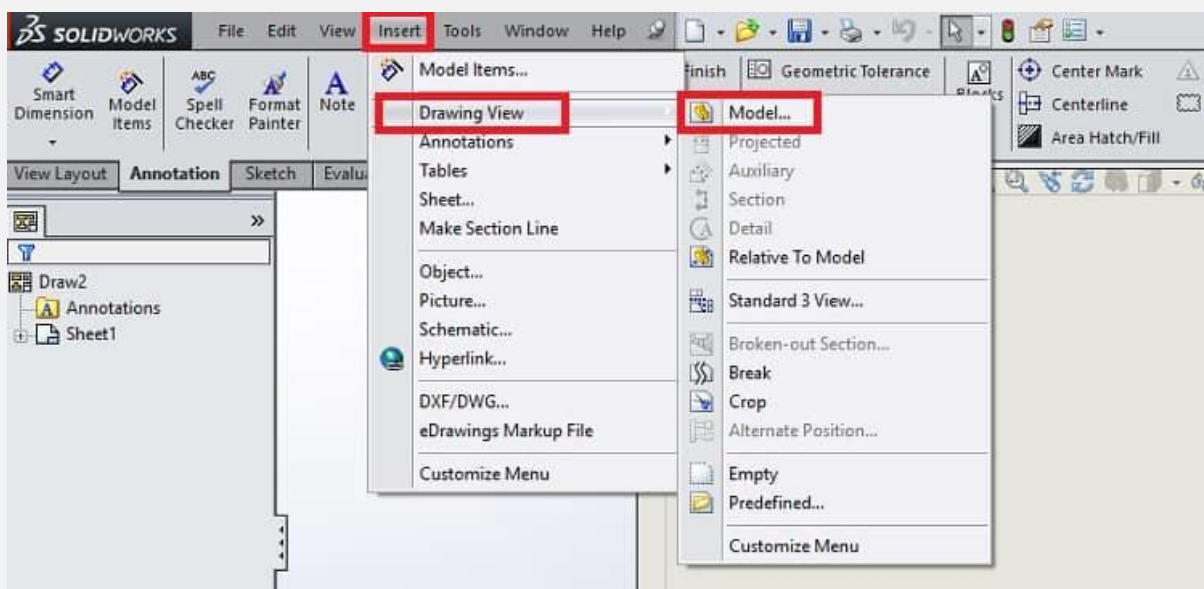 SOLIDWORKS File Edit View Insert Tools Window Help
Smart Dimension
Model Items
ABC
Spell Checker
Format Painter
A
Note
Finish
Geometric Tolerance
Blocks
Center Mark
Centerline
Area Hatch/Fill
View Layout Annotation Sketch Evalu
Draw2
A Annotations
Sheet1
Model Items...
Drawing View
Annotations
Tables
Sheet...
Make Section Line
Object...
Picture...
Schematic...
Hyperlink...
DXF/DWG...
eDrawings Markup File
Customize Menu
Model...
Projected
Auxiliary
Section
Detail
Relative To Model
Standard 3 View...
Broken-out Section...
Break
Crop
Alternate Position...
Empty
Predefined...
Customize Menu